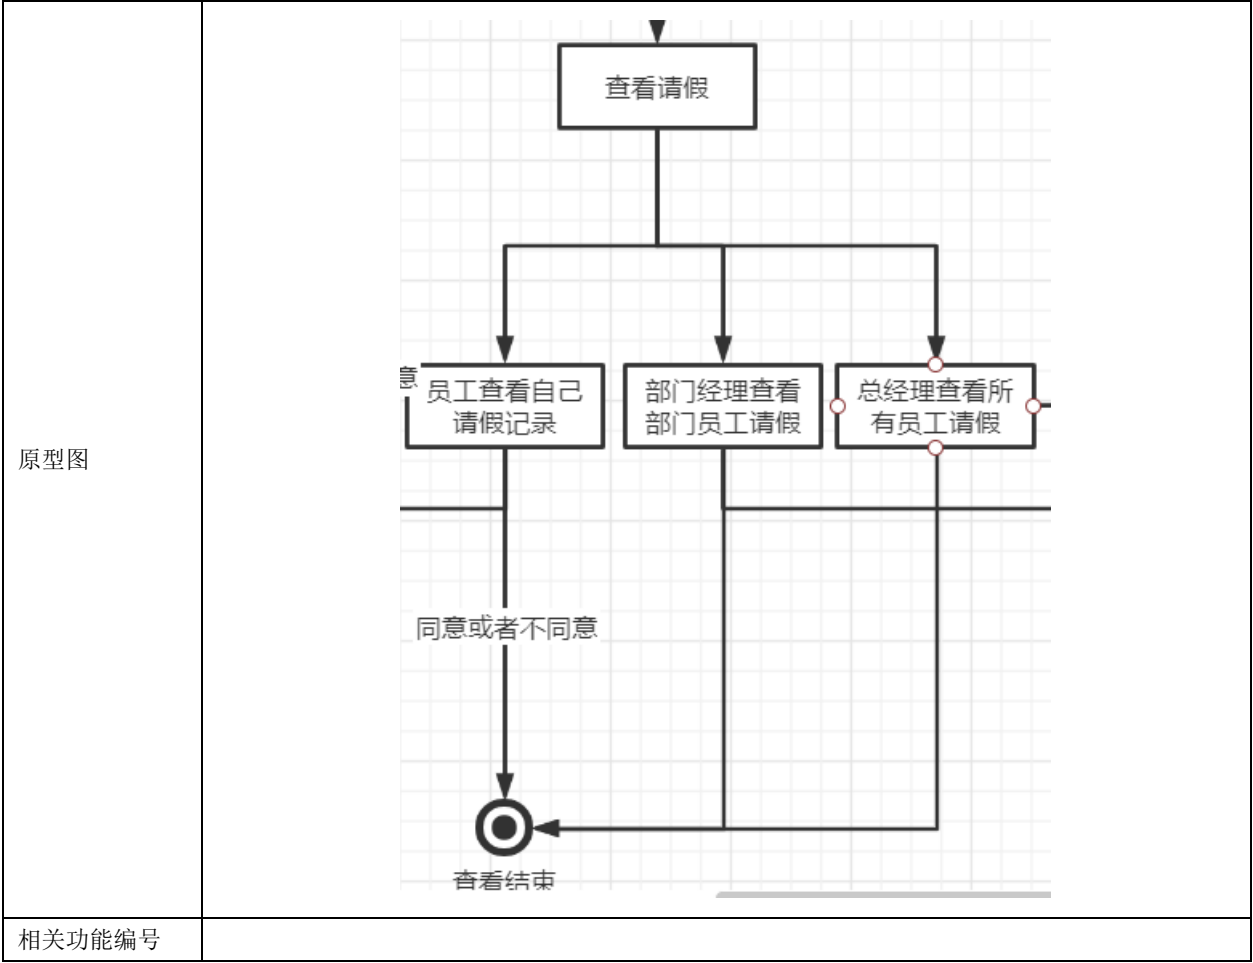 原型图
查看请假
意
员工查看自己
请假记录
部门经理查看
部门员工请假
总经理查看所
有员工请假
同意或者不同意
查看结束
相关功能编号